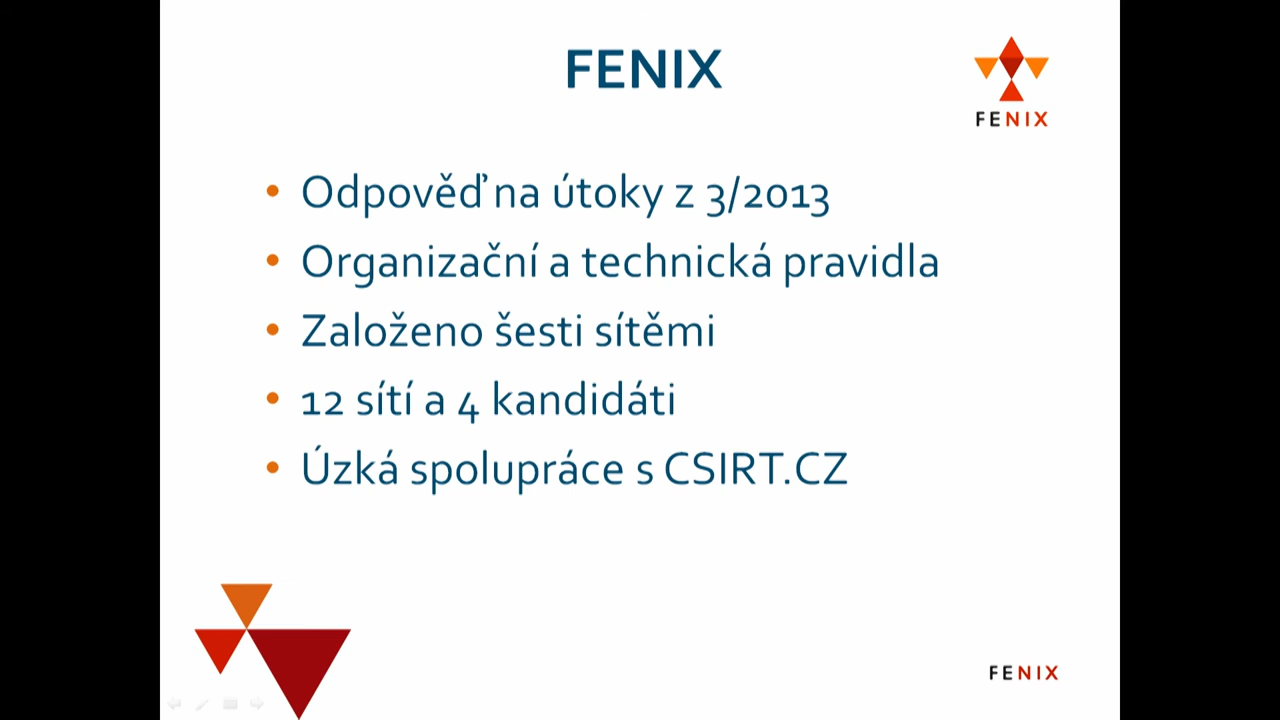 FENIX
FENIX
• Odpověď na útoky z 3/2013
• Organizační a technická pravidla
• Založeno šesti sítěmi
• 12 sítí a 4 kandidáti
• Úzká spolupráce s CSIRT.CZ
FENIX